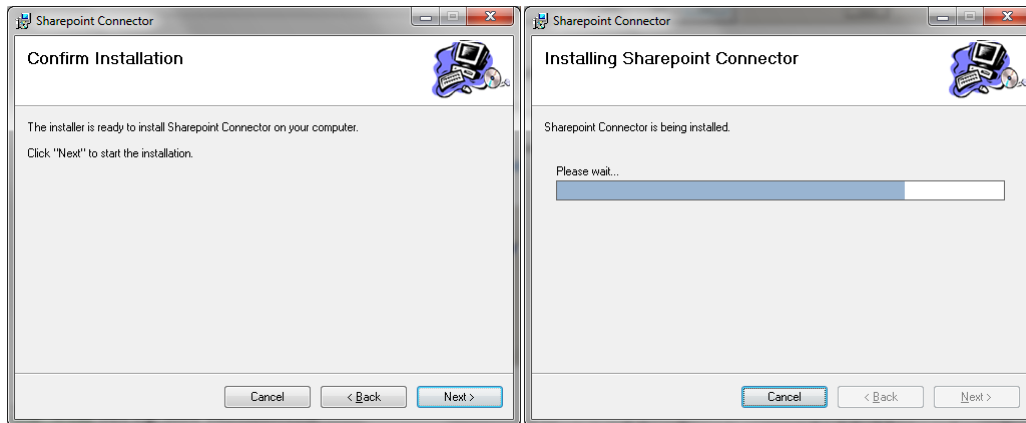 Sharepoint Connector
Confirm Installation
The installer is ready to install Sharepoint Connector on your computer.
Click "Next" to start the installation.
Cancel
< Back
Next >
Sharepoint Connector
Installing Sharepoint Connector
Sharepoint Connector is being installed.
Please wait...
Cancel
< Back
Next >